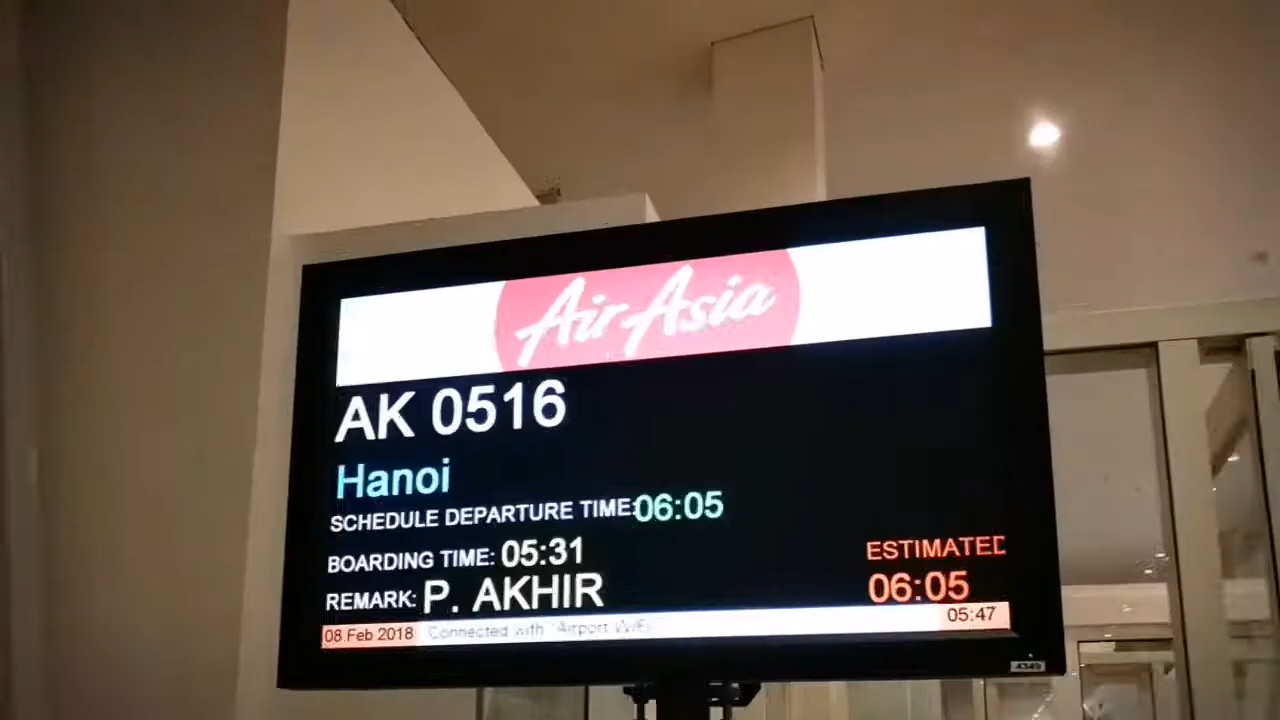 AirAsia
AK 0516
Hanoi
SCHEDULE DEPARTURE TIME: 06:05
BOARDING TIME: 05:31
ESTIMATED
REMARK: P. AKHIR
06:05
08 Feb 2018 Connected with "Airport WiFi 05:47
4349